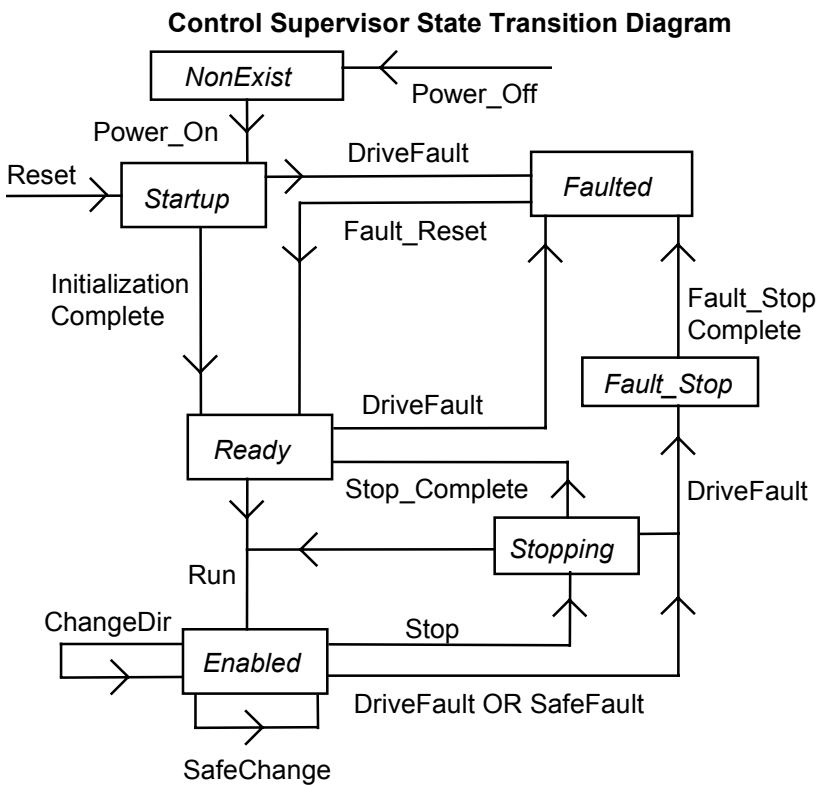 Control Supervisor State Transition Diagram
NonExist
Power_Off
Power_On
DriveFault
Reset
Startup
Faulted
Fault_Reset
Initialization
Complete
Fault_Stop
Complete
Fault_Stop
DriveFault
Ready
Stop_Complete
DriveFault
Stopping
Run
ChangeDir
Stop
Enabled
DriveFault OR SafeFault
SafeChange